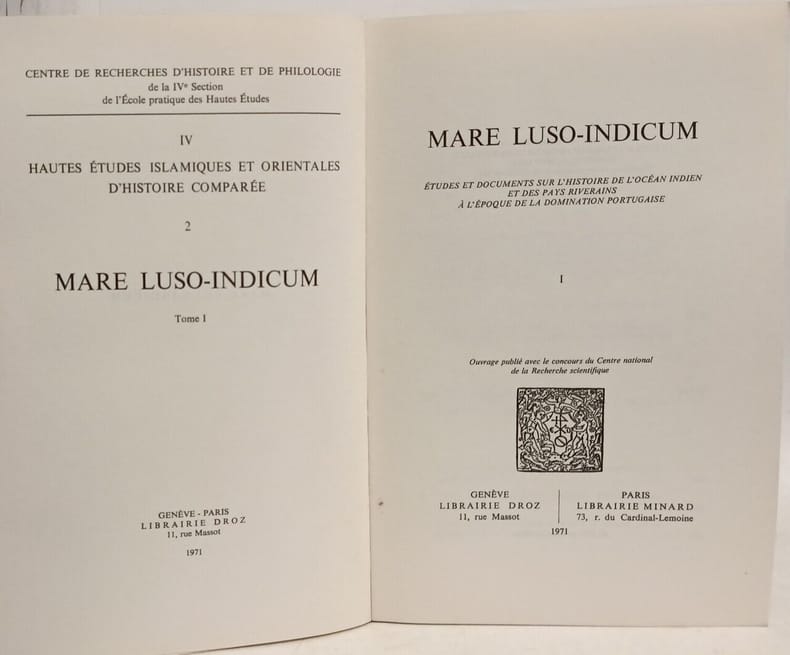 CENTRE DE RECHERCHES D'HISTOIRE ET DE PHILOLOGIE
de la IVe Section
de l'École pratique des Hautes Études
IV
HAUTES ÉTUDES ISLAMIQUES ET ORIENTALES
D'HISTOIRE COMPARÉE
2
MARE LUSO-INDICUM
Tome I
GENÈVE - PARIS
LIBRAIRIE DROZ
11, rue Massot
1971
MARE LUSO-INDICUM
ÉTUDES ET DOCUMENTS SUR L'HISTOIRE DE L'OCÉAN INDIEN
ET DES PAYS RIVERAINS
À L'ÉPOQUE DE LA DOMINATION PORTUGAISE
I
Ouvrage publié avec le concours du Centre national
de la Recherche scientifique
GENÈVE
LIBRAIRIE DROZ
11, rue Massot
PARIS
LIBRAIRIE MINARD
73, r. du Cardinal-Lemoine
1971